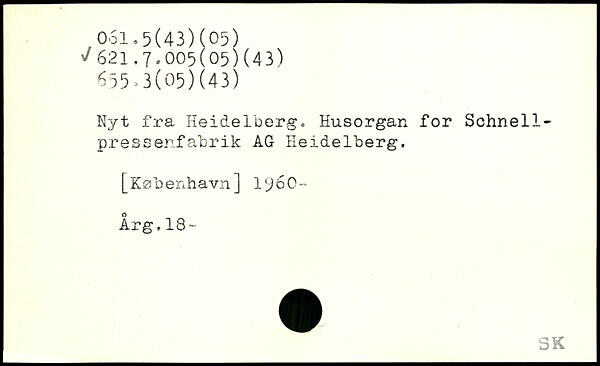 061.5(43)(05)
✓ 621.7.005(05)(43)
655.3(05)(43)
Nyt fra Heidelberg. Husorgan for Schnell-
pressenfabrik AG Heidelberg.
[København] 1960-
Årg.18-
SK